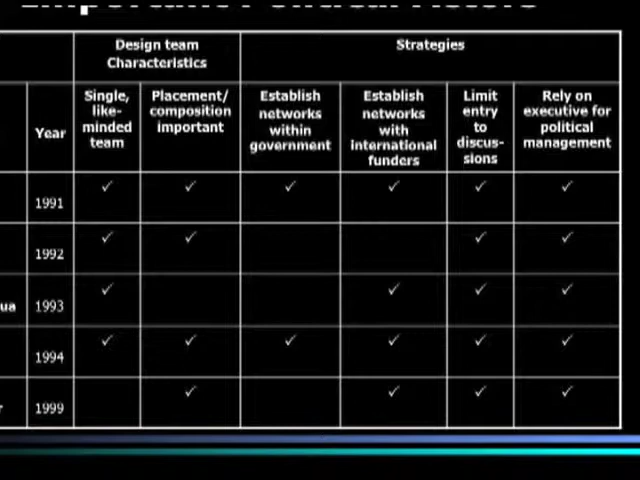 Design team
Characteristics
Strategies
Year
Single,
like-
minded
team
Placement/
composition
important
Establish
networks
within
government
Establish
networks
with
international
funders
Limit
entry
to
discus-
sions
Rely on
executive for
political
management
1991 ✓ ✓ ✓ ✓ ✓ ✓
1992 ✓ ✓ ✓ ✓
ua 1993 ✓ ✓ ✓ ✓
1994 ✓ ✓ ✓ ✓ ✓ ✓
r 1999 ✓ ✓ ✓ ✓